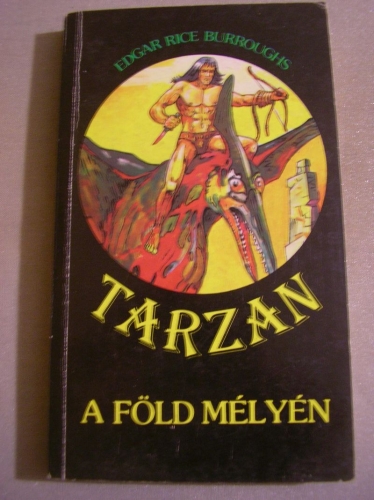 EDGAR RICE BURROUGHS
TARZAN
A FÖLD MÉLYÉN